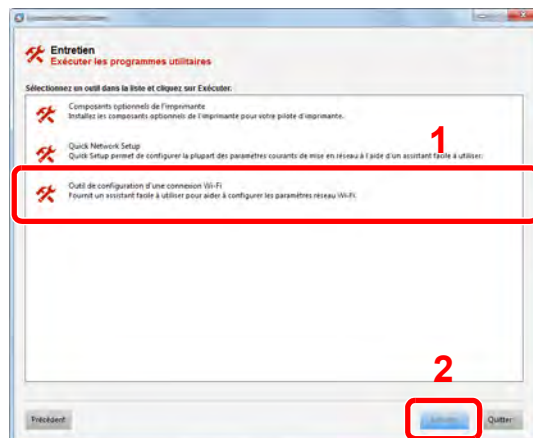 Entretien
Exécuter les programmes utilitaires
Sélectionnez un outil dans la liste et cliquez sur Exécuter.
Composants optionnels de l'imprimante
Installez les composants optionnels de l'imprimante pour votre pilote d'imprimante.
1
Quick Network Setup
Quick Setup permet de configurer la plupart des paramètres courants de mise en réseau à l'aide d'un assistant facile à utiliser.
Outil de configuration d'une connexion Wi-Fi
Fournit un assistant facile à utiliser pour aider à configurer les paramètres réseau Wi-Fi.
2
Précédent
Quitter